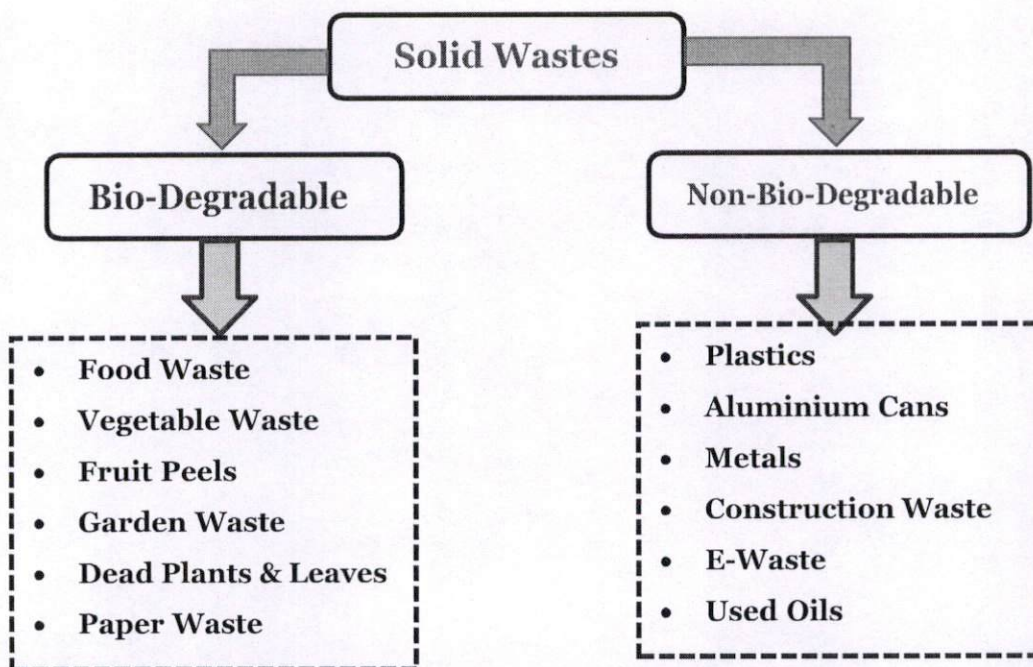 Solid Wastes
Bio-Degradable
Non-Bio-Degradable
• Food Waste
• Vegetable Waste
• Fruit Peels
• Garden Waste
• Dead Plants & Leaves
• Paper Waste
• Plastics
• Aluminium Cans
• Metals
• Construction Waste
• E-Waste
• Used Oils